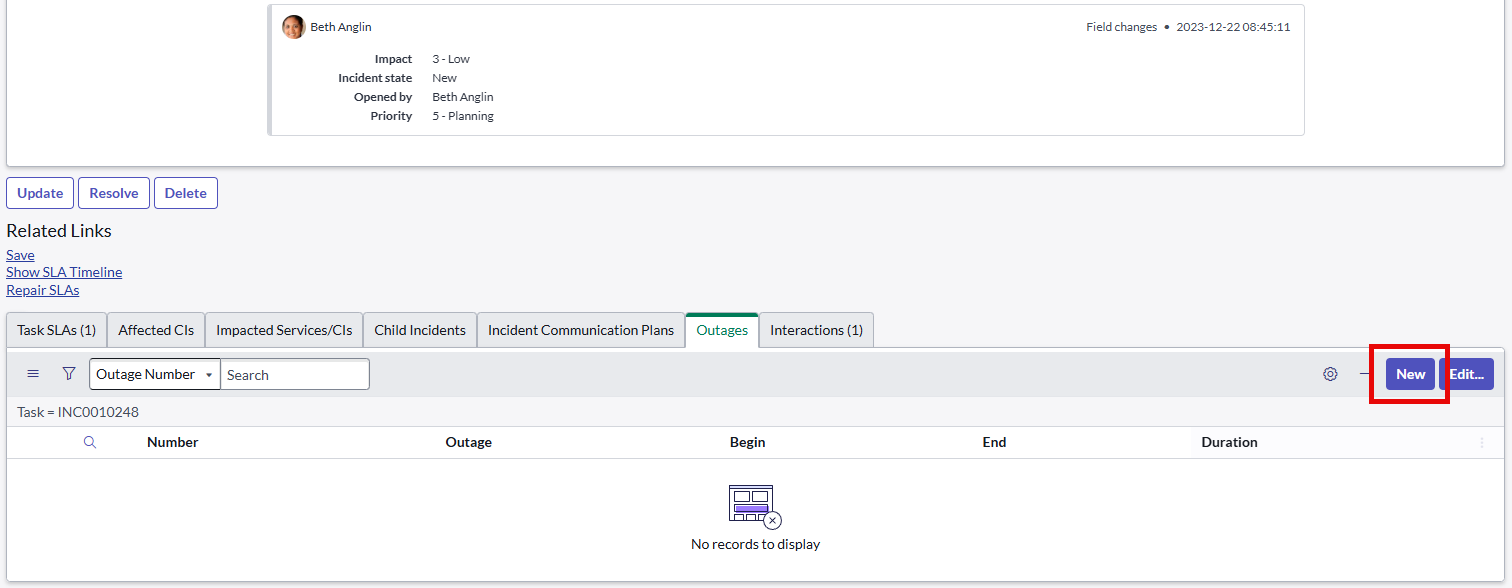 Beth Anglin
Field changes • 2023-12-22 08:45:11
Impact 3 - Low
Incident state New
Opened by Beth Anglin
Priority 5 - Planning
Update Resolve Delete
Related Links
Save
Show SLA Timeline
Repair SLAs
Task SLAs (1) Affected CIs Impacted Services/CIs Child Incidents Incident Communication Plans Outages Interactions (1)
Outage Number Search New Edit...
Task = INC0010248
Number Outage Begin End Duration
No records to display